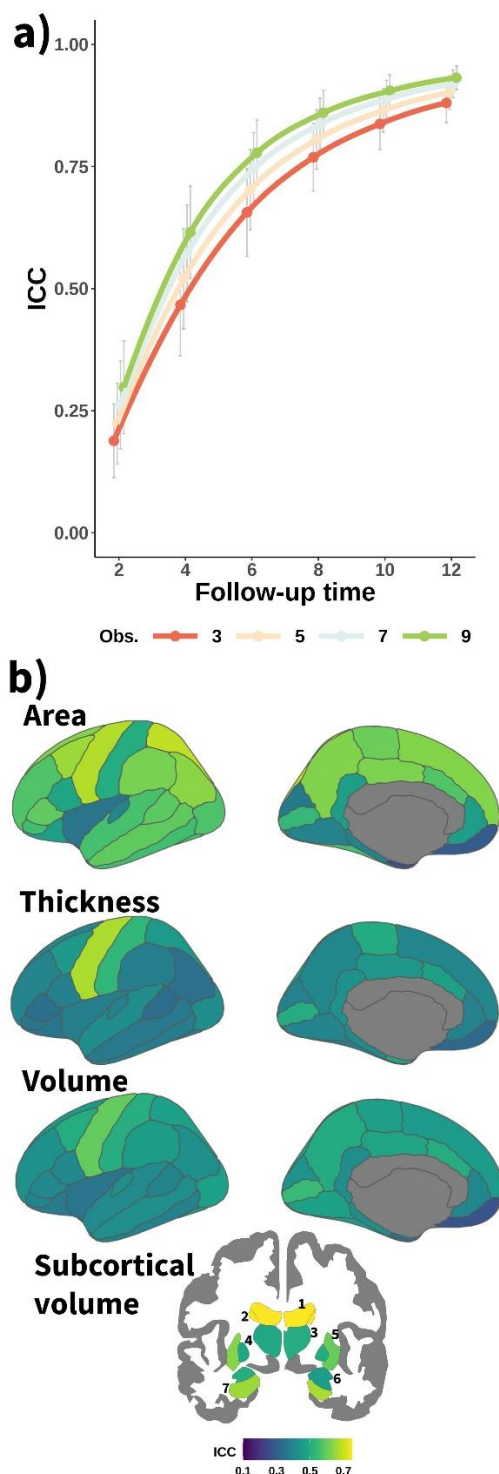 a)
1.00
0.75
0.50
0.25
0.00
ICC
2 4 6 8 10 12
Follow-up time
Obs. 3 5 7 9
b)
Area
Thickness
Volume
Subcortical
volume
1
2
3
4
5
6
7
ICC
0.1 0.3 0.5 0.7